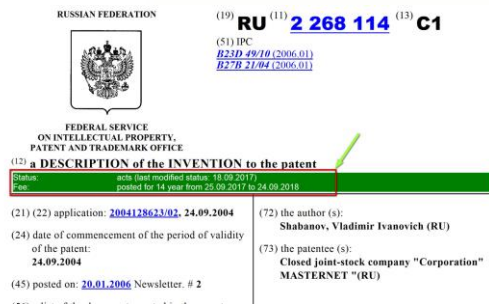 RUSSIAN FEDERATION
(19) RU (11) 2 268 114 (13) C1
(51) IPC
B23D 49/10 (2006.01)
B27B 21/04 (2006.01)
FEDERAL SERVICE
ON INTELLECTUAL PROPERTY,
PATENT AND TRADEMARK OFFICE
(12) a DESCRIPTION of the INVENTION to the patent
Status: acts (last modified status: 18.09.2017)
Fee: posted for 14 year from 25.09.2017 to 24.09.2018
(21) (22) application: 2004128623/02, 24.09.2004
(24) date of commencement of the period of validity
of the patent:
24.09.2004
(45) posted on: 20.01.2006 Newsletter. # 2
(72) the author (s):
Shabanov, Vladimir Ivanovich (RU)
(73) the patentee (s):
Closed joint-stock company "Corporation"
MASTERNET "(RU)